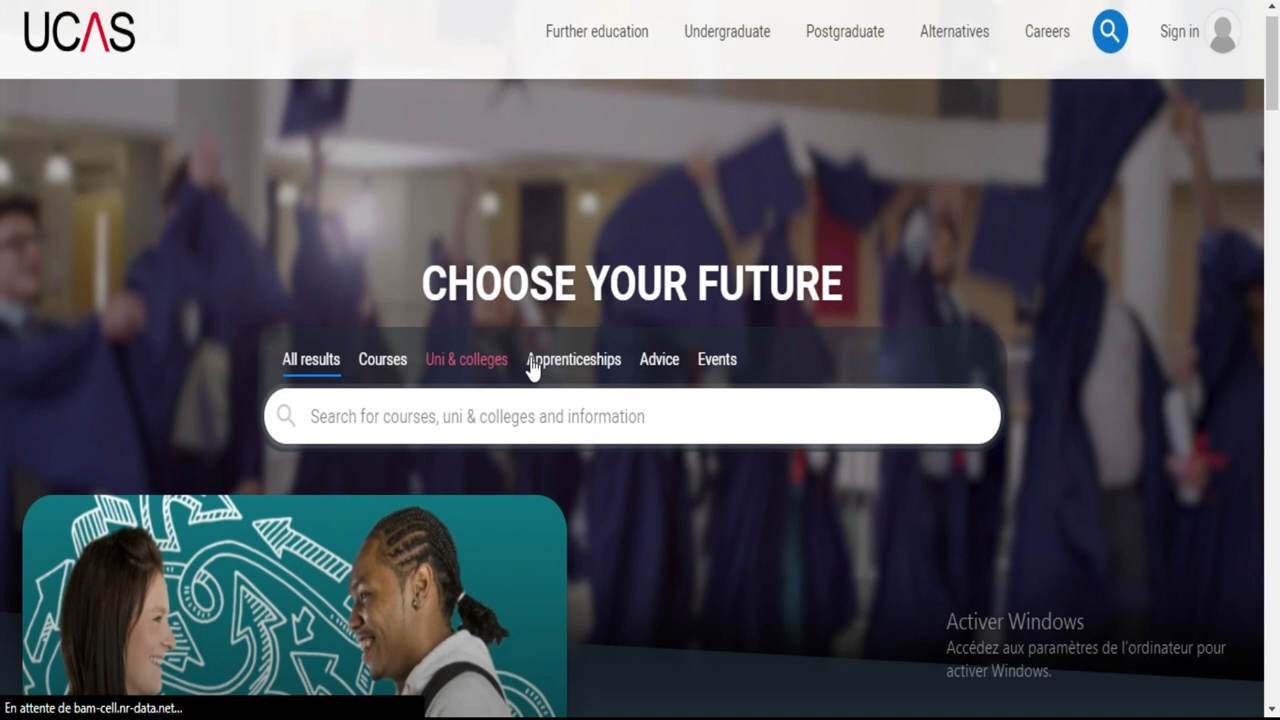 UCAS
Further education Undergraduate Postgraduate Alternatives Careers Sign in
CHOOSE YOUR FUTURE
All results Courses Uni & colleges Apprenticeships Advice Events
Search for courses, uni & colleges and information
Activer Windows
Accédez aux paramètres de l'ordinateur pour
activer Windows.
En attente de bam-cell.nr-data.net...